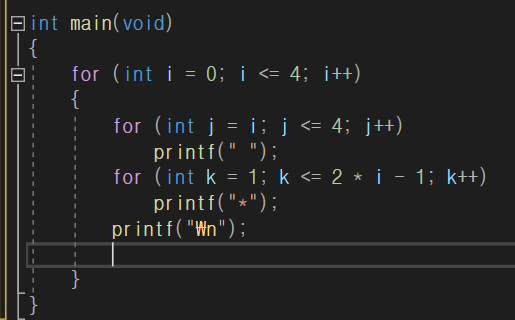 int main(void)
{
for (int i = 0; i <= 4; i++)
{
for (int j = i; j <= 4; j++)
printf(" ");
for (int k = 1; k <= 2 * i - 1; k++)
printf("*");
printf("₩n");
}
}